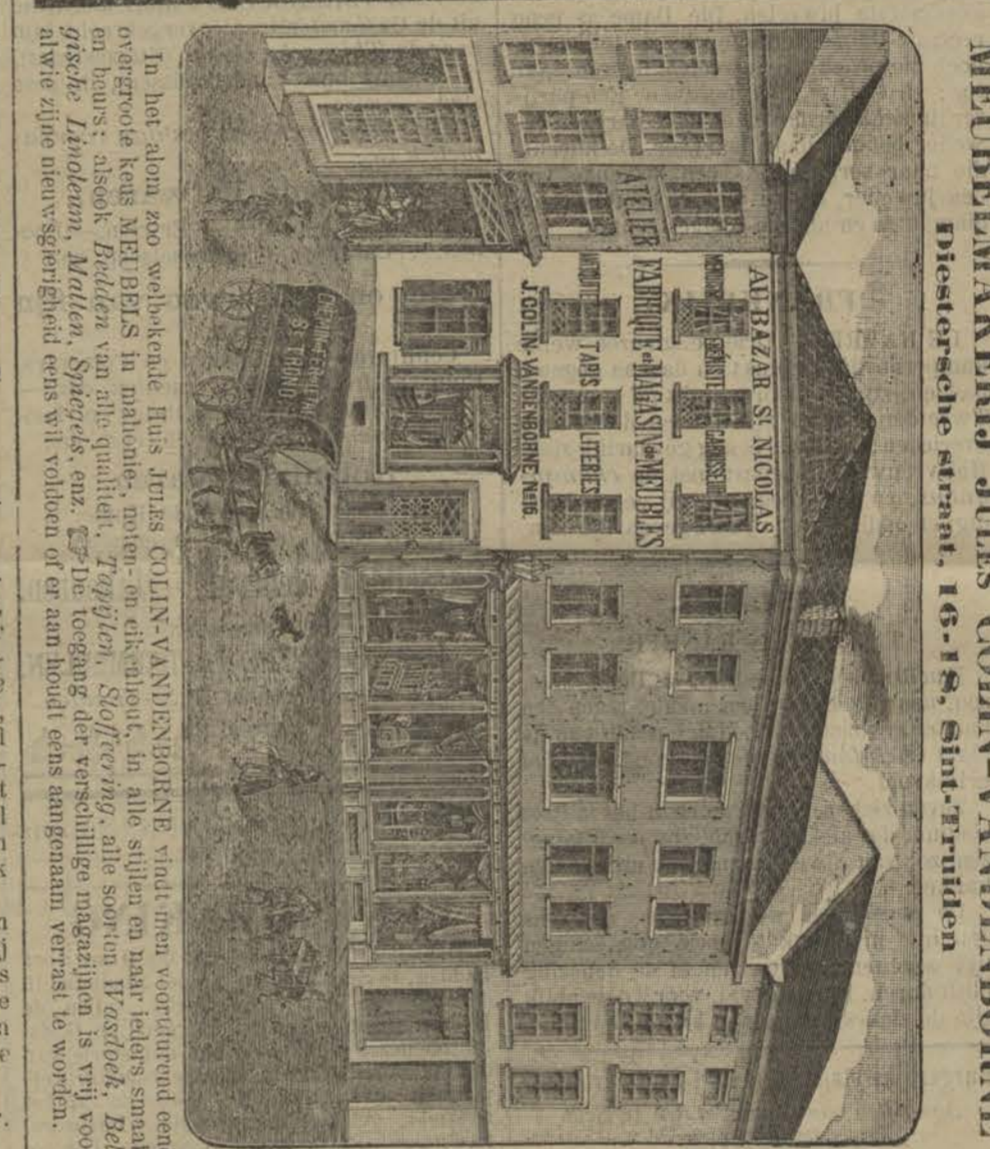 MEUBELMAKERIJ JULES COLIN-VANDENBORNE
Diestersche straat, 16-18, Sint-Truiden
AU BAZAR St NICOLAS
FABRIQUE et MAGASIN de MEUBLES
ATELIER
TAPIS LITERIES
J. COLIN-VANDENBORNE No 16.
St TROND
In het alom zoo welbekende Huis JULES COLIN-VANDENBORNE vindt men voortdurend een
overgroote keus MEUBELS in mahonie-, noten- en eikenhout, in alle stijlen en naar ieders smaak
en beurs; alsook Bedden van alle qualiteit, Tapijten, Stoffeering, alle soorten Wasdoek, Bel
gische Linoleum, Matten, Spiegels, enz. ☞De toegang der verschillige magazijnen is vrij voo
alwie zijne nieuwsgierigheid eens wil voldoen of er aan houdt eens aangenaam verrast te worden.